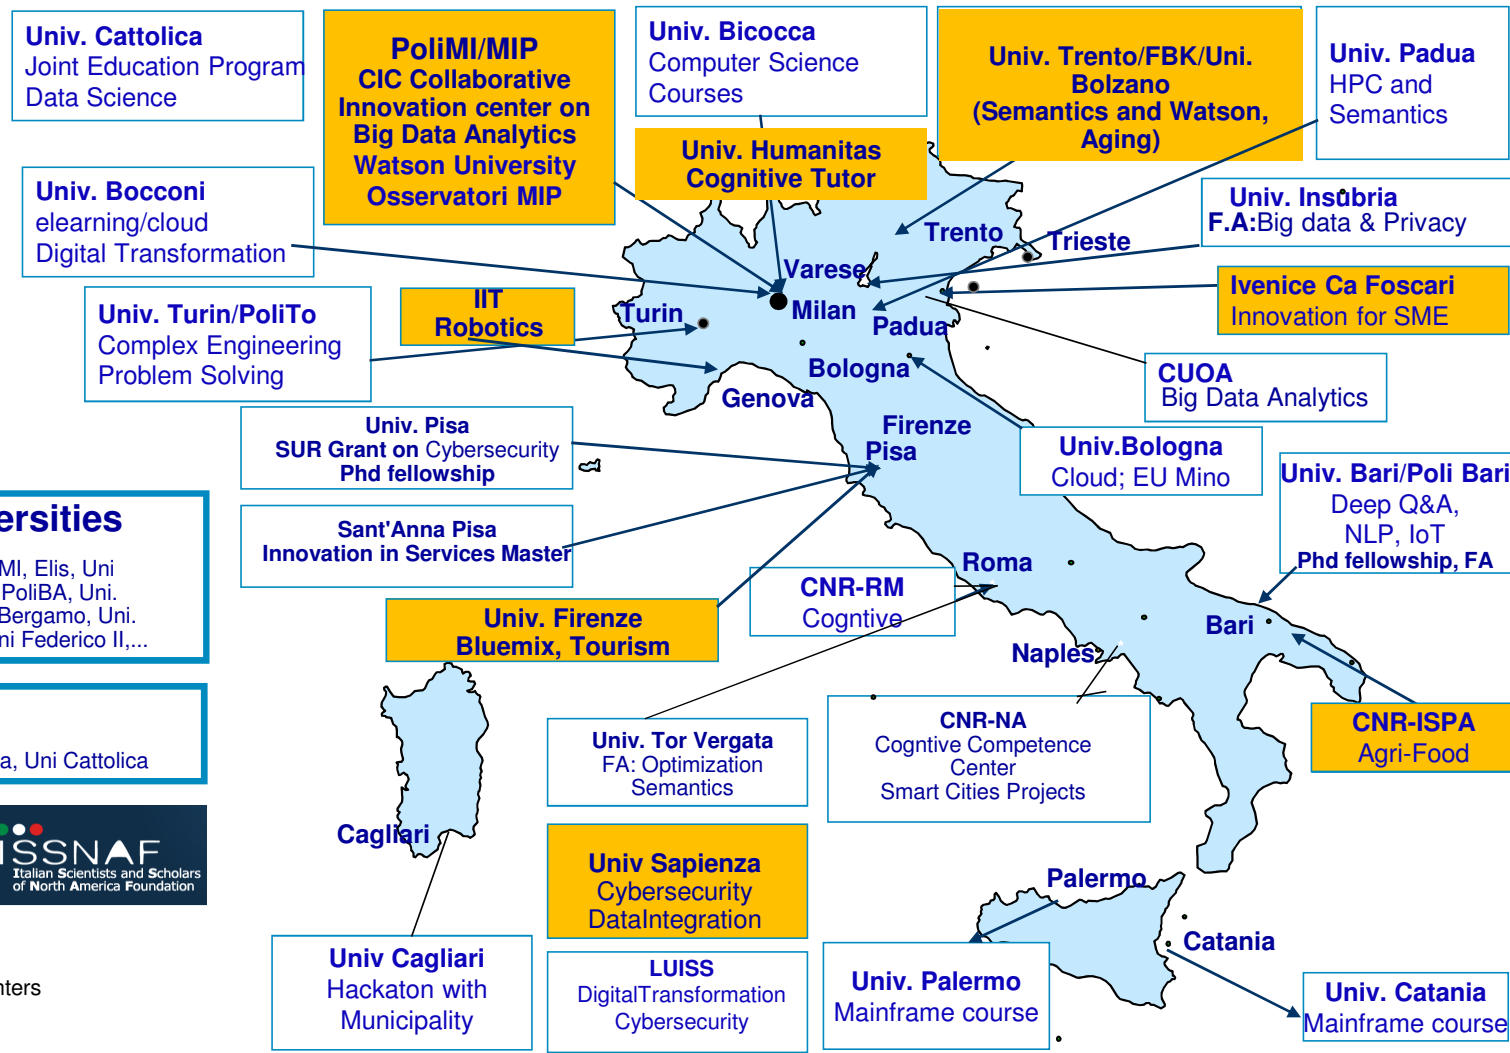 Univ. Cattolica
Joint Education Program
Data Science
PoliMI/MIP
CIC Collaborative
Innovation center on
Big Data Analytics
Watson University
Osservatori MIP
Univ. Bicocca
Computer Science
Courses
Univ. Trento/FBK/Uni.
Bolzano
(Semantics and Watson,
Aging)
Univ. Padua
HPC and
Semantics
Univ. Humanitas
Cognitive Tutor
Univ. Bocconi
elearning/cloud
Digital Transformation
Univ. Insubria
F.A:Big data & Privacy
Trento
Trieste
Varese
Ivenice Ca Foscari
Innovation for SME
IIT
Robotics
Univ. Turin/PoliTo
Complex Engineering
Problem Solving
Turin
Milan
Padua
Bologna
Genova
CUOA
Big Data Analytics
Univ. Pisa
SUR Grant on Cybersecurity
Phd fellowship
Firenze
Pisa
Univ.Bologna
Cloud; EU Mino
Univ. Bari/Poli Bari
Deep Q&A,
NLP, IoT
Phd fellowship, FA
ersities
MI, Elis, Uni
PoliBA, Uni.
Bergamo, Uni.
ni Federico II,...
Sant'Anna Pisa
Innovation in Services Master
Roma
CNR-RM
Cogntive
Univ. Firenze
Bluemix, Tourism
Bari
Naples
a, Uni Cattolica
Univ. Tor Vergata
FA: Optimization
Semantics
CNR-NA
Cogntive Competence
Center
Smart Cities Projects
CNR-ISPA
Agri-Food
Cagliari
ISSNAF
Italian Scientists and Scholars
of North America Foundation
Univ Sapienza
Cybersecurity
DataIntegration
Palermo
Catania
Univ Cagliari
Hackaton with
Municipality
LUISS
DigitalTransformation
Cybersecurity
Univ. Palermo
Mainframe course
Univ. Catania
Mainframe course
nters